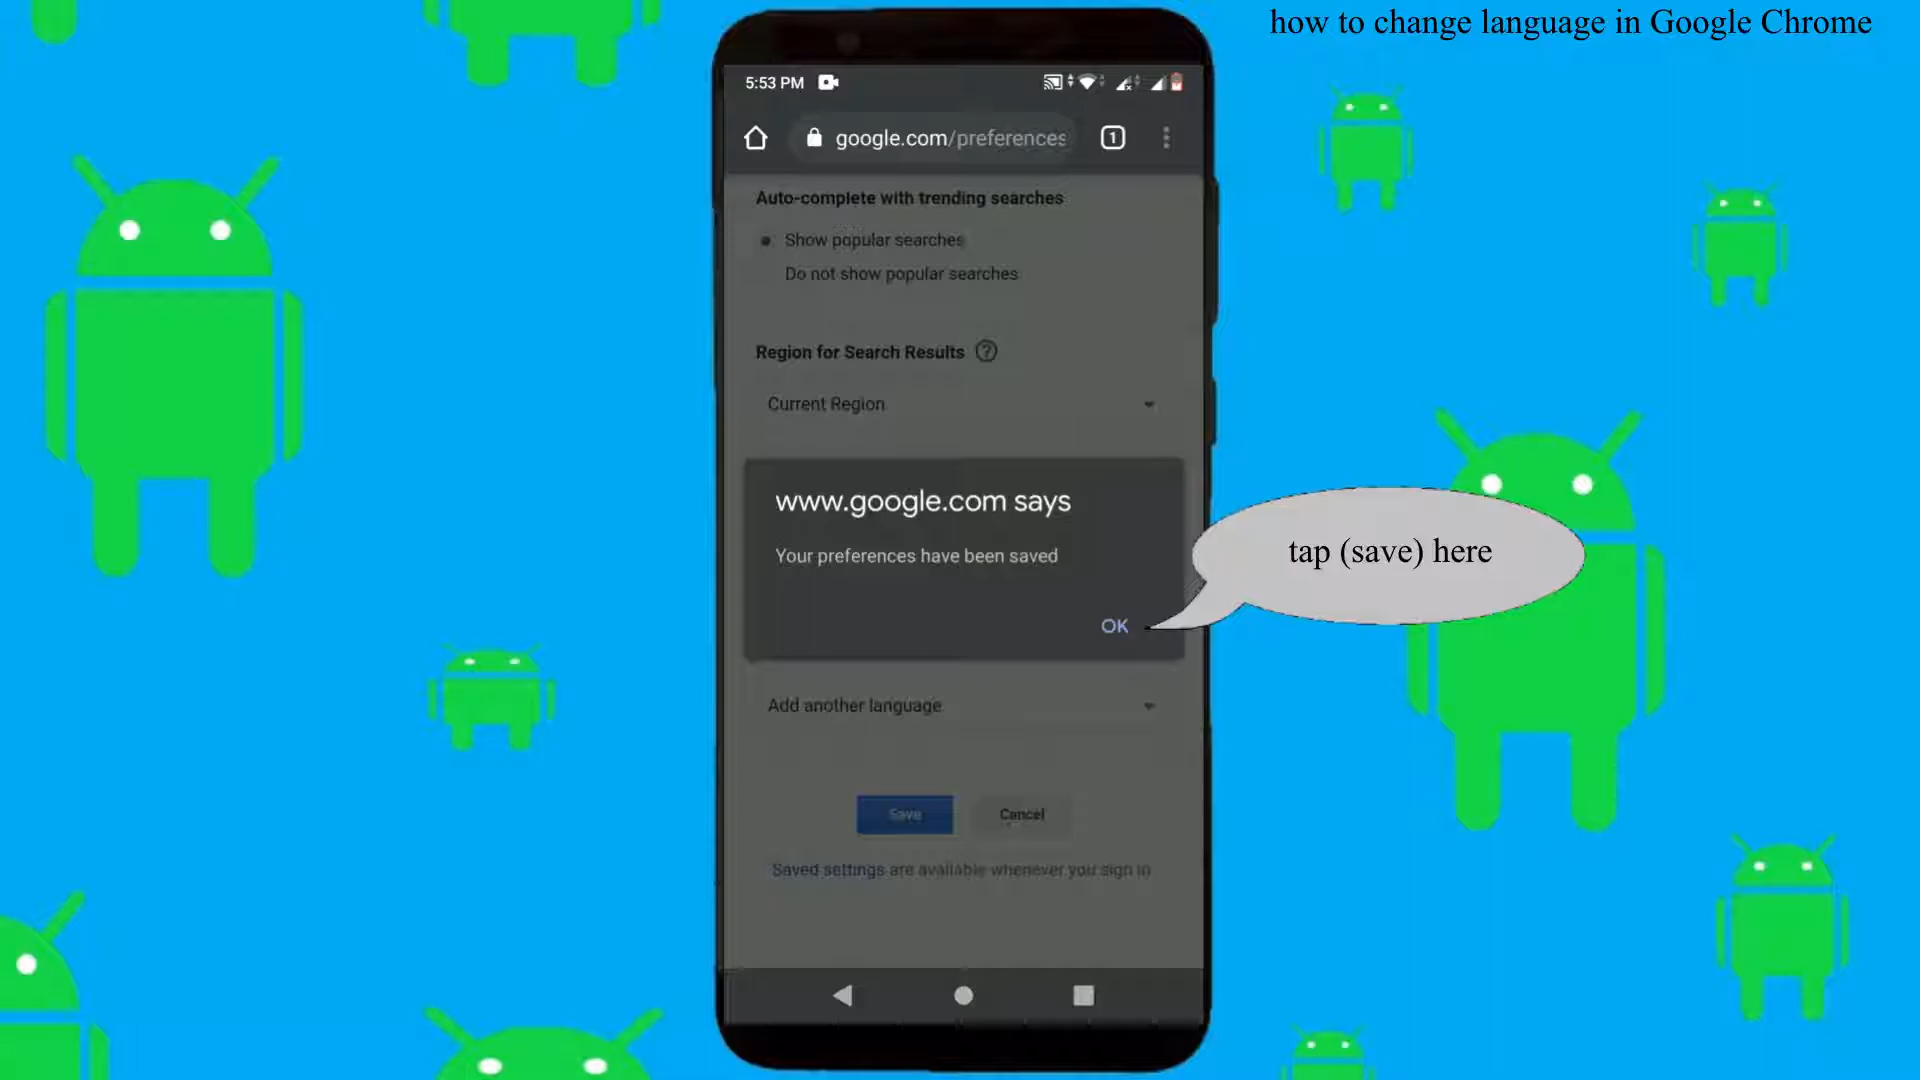 how to change language in Google Chrome
5:53 PM
google.com/preferences
1
Auto-complete with trending searches
Show popular searches
Do not show popular searches
Region for Search Results ?
Current Region
www.google.com says
Your preferences have been saved
tap (save) here
OK
Add another language
Save Cancel
Saved settings are available whenever you sign in